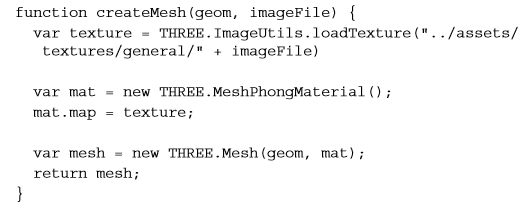 function createMesh(geom, imageFile) {
var texture = THREE.ImageUtils.loadTexture("../assets/
textures/general/" + imageFile)
var mat = new THREE.MeshPhongMaterial();
mat.map = texture;
var mesh = new THREE.Mesh(geom, mat);
return mesh;
}